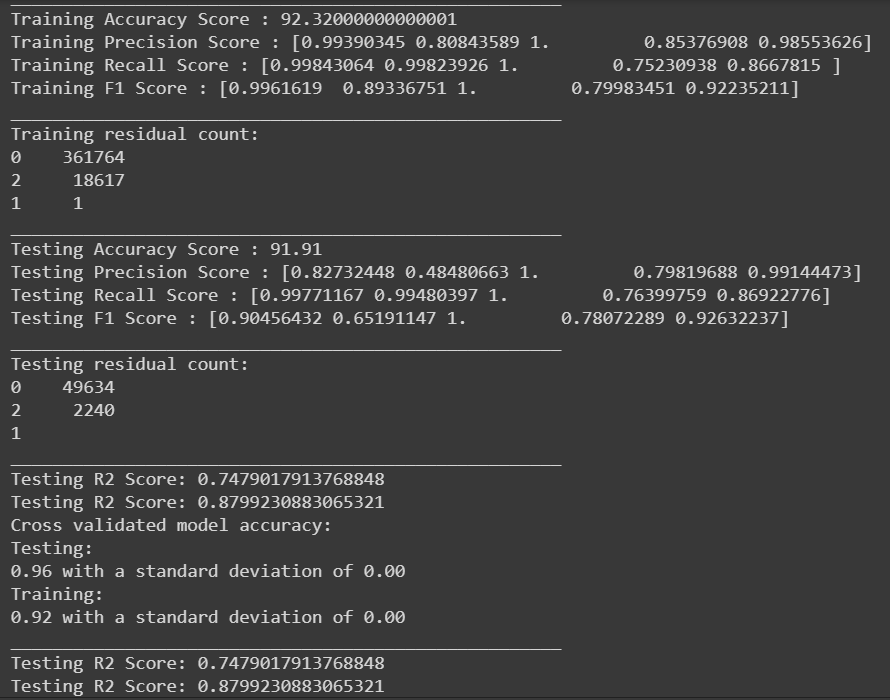 Training Accuracy Score : 92.32000000000001
Training Precision Score : [0.99390345 0.80843589 1.         0.85376908 0.98553626]
Training Recall Score : [0.99843064 0.99823926 1.         0.75230938 0.8667815 ]
Training F1 Score : [0.9961619  0.89336751 1.         0.79983451 0.92235211]
Training residual count:
0    361764
2     18617
1     1
Testing Accuracy Score : 91.91
Testing Precision Score : [0.82732448 0.48480663 1.         0.79819688 0.99144473]
Testing Recall Score : [0.99771167 0.99480397 1.         0.76399759 0.86922776]
Testing F1 Score : [0.90456432 0.65191147 1.         0.78072289 0.92632237]
Testing residual count:
0    49634
2     2240
1
Testing R2 Score: 0.7479017913768848
Testing R2 Score: 0.8799230883065321
Cross validated model accuracy:
Testing:
0.96 with a standard deviation of 0.00
Training:
0.92 with a standard deviation of 0.00
Testing R2 Score: 0.7479017913768848
Testing R2 Score: 0.8799230883065321